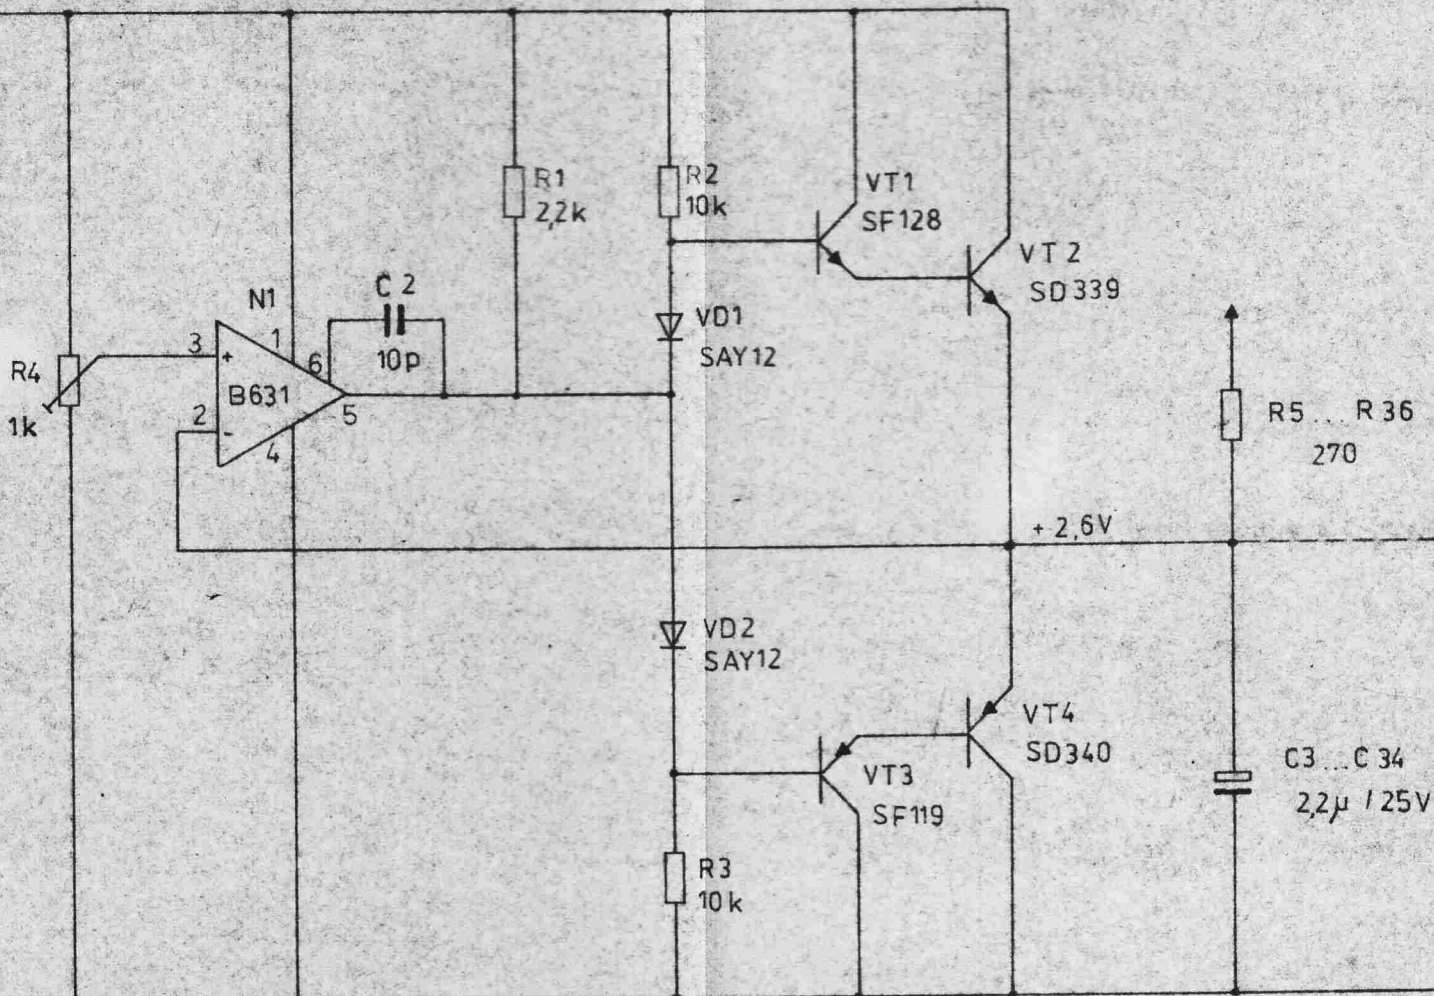 R1
2,2k
R2
10k
VT1
SF128
VT2
SD339
N1
C2
10p
3
+
1
6
B631
5
2
-
4
R4
1k
VD1
SAY12
R5 ... R36
270
+2,6V
VD2
SAY12
VT4
SD340
VT3
SF119
C3 ... C34
2,2µ / 25V
R3
10k